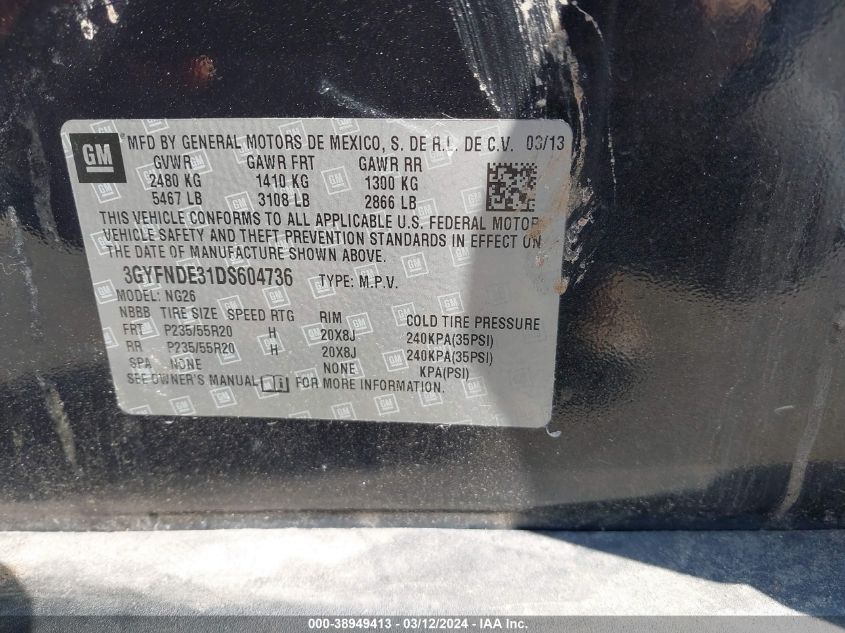 GM MFD BY GENERAL MOTORS DE MEXICO, S. DE R.L. DE C.V. 03/13
GVWR GAWR FRT GAWR RR
2480 KG 1410 KG 1300 KG
5467 LB 3108 LB 2866 LB
THIS VEHICLE CONFORMS TO ALL APPLICABLE U.S. FEDERAL MOTOR
VEHICLE SAFETY AND THEFT PREVENTION STANDARDS IN EFFECT ON
THE DATE OF MANUFACTURE SHOWN ABOVE.
3GYFNDE31DS604736 TYPE: M.P.V.
MODEL: NG26
NBBB TIRE SIZE SPEED RTG RIM COLD TIRE PRESSURE
FRT P235/55R20 H 20X8J 240KPA(35PSI)
RR P235/55R20 H 20X8J 240KPA(35PSI)
SPA NONE NONE KPA(PSI)
SEE OWNER'S MANUAL FOR MORE INFORMATION.
000-38949413 - 03/12/2024 - IAA Inc.